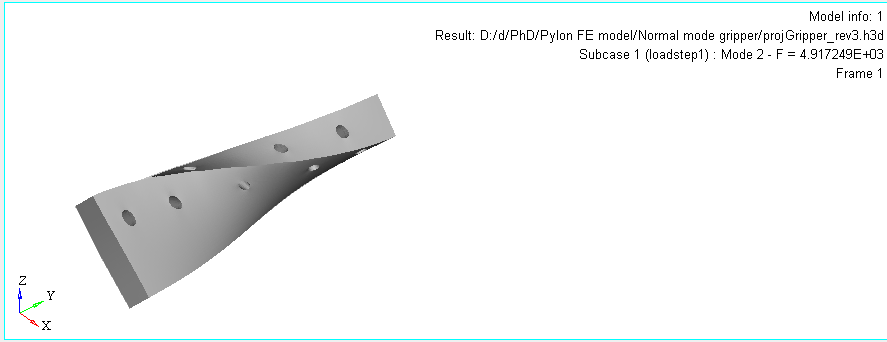 Model info: 1
Result: D:/d/PhD/Pylon FE model/Normal mode gripper/projGripper_rev3.h3d
Subcase 1 (loadstep1) : Mode 2 - F = 4.917249E+03
Frame 1
Z
Y
X